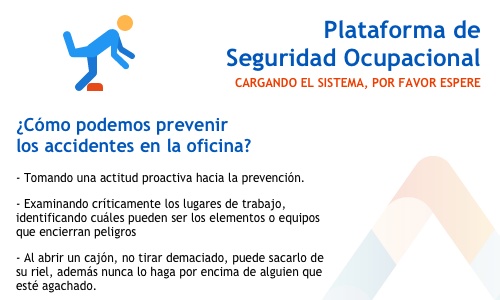 Plataforma de
Seguridad Ocupacional
CARGANDO EL SISTEMA, POR FAVOR ESPERE
¿Cómo podemos prevenir
los accidentes en la oficina?
- Tomando una actitud proactiva hacia la prevención.
- Examinando críticamente los lugares de trabajo,
identificando cuáles pueden ser los elementos o equipos
que encierran peligros
- Al abrir un cajón, no tirar demaciado, puede sacarlo de
su riel, además nunca lo haga por encima de alguien que
esté agachado.